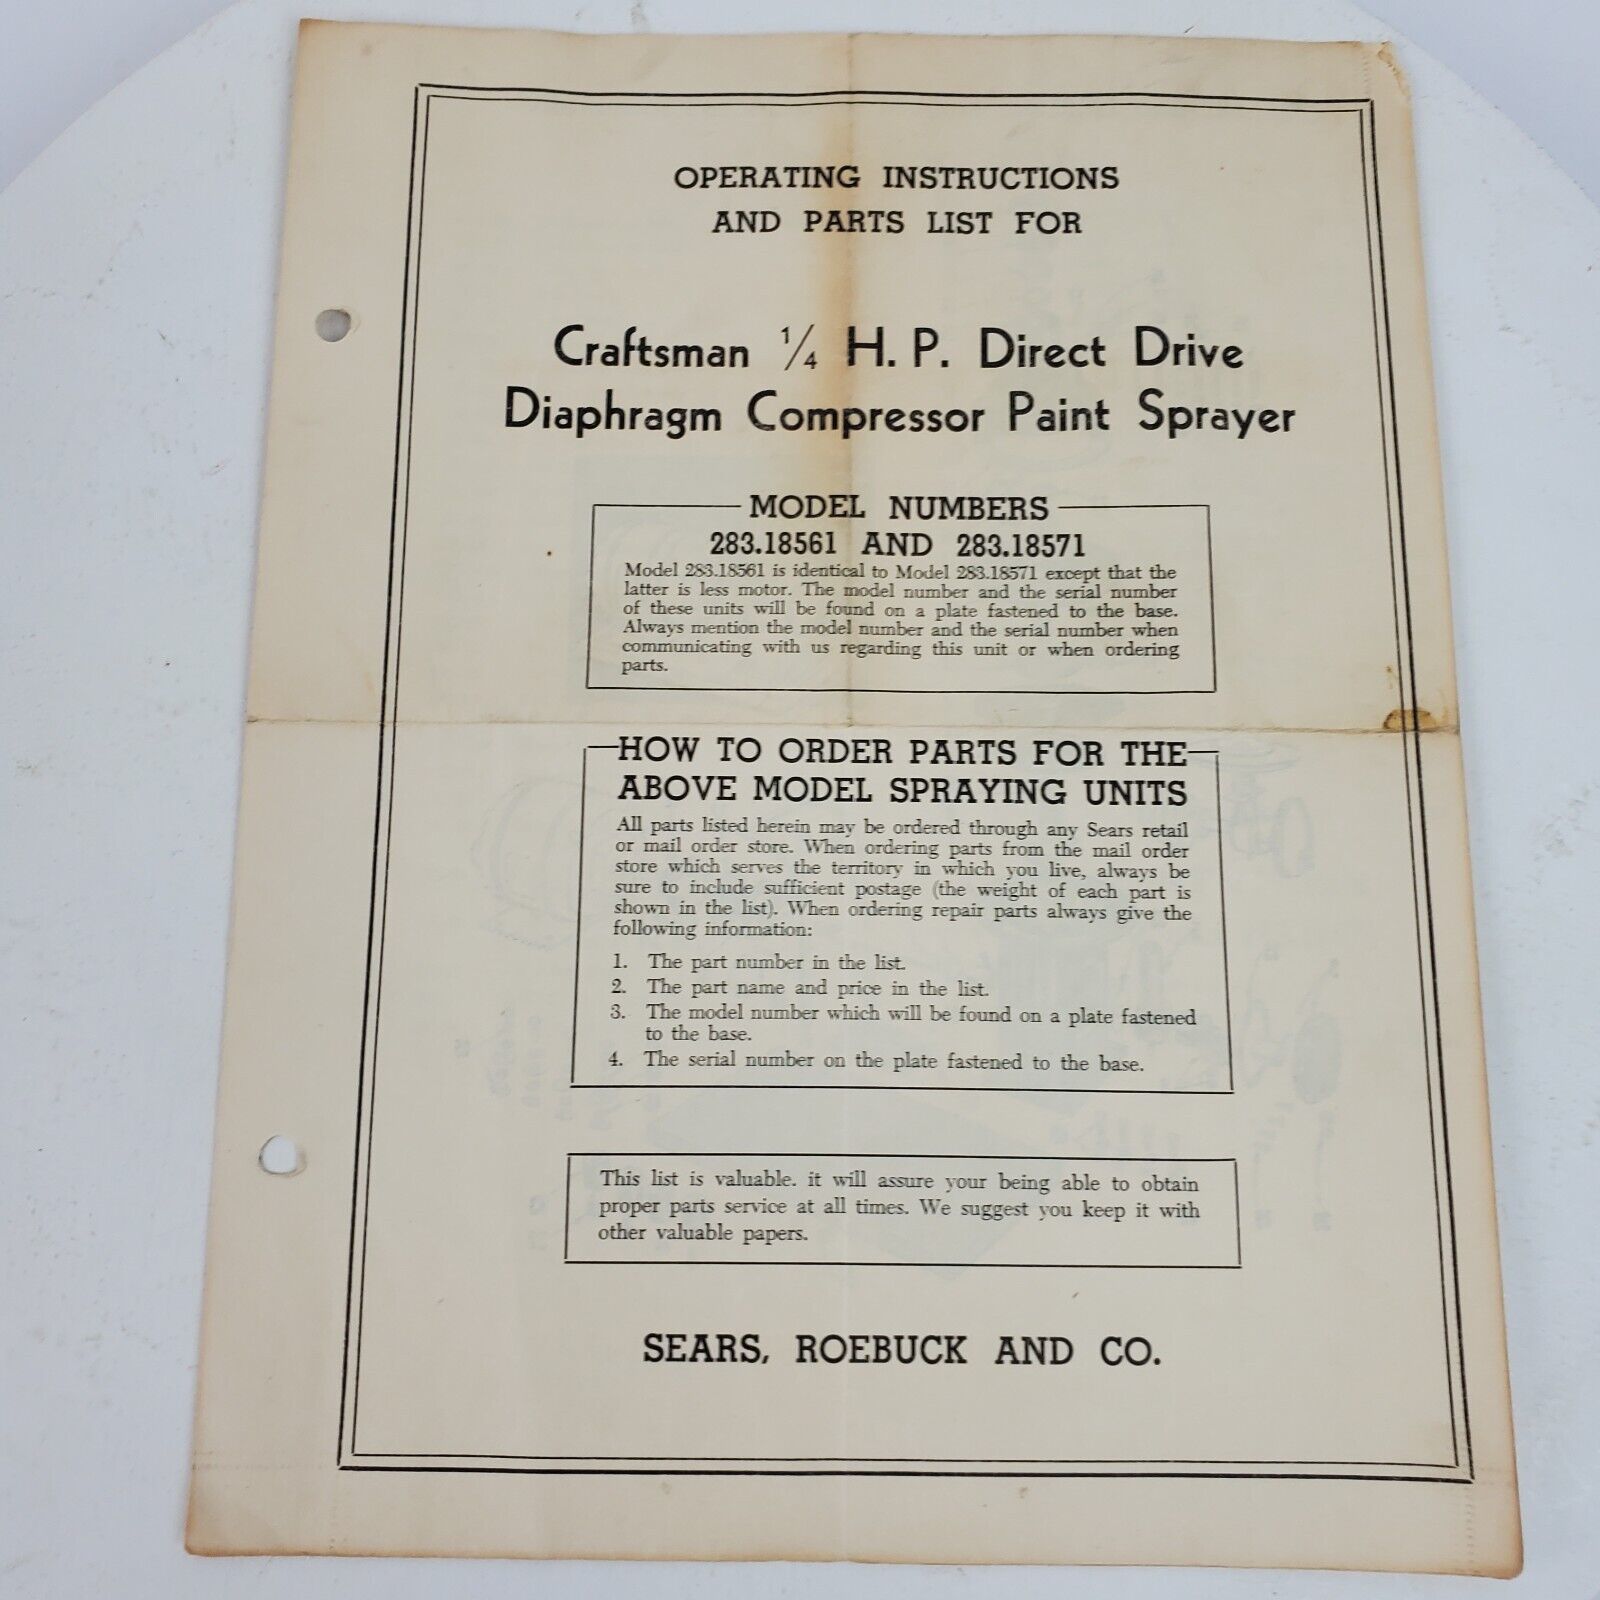 OPERATING INSTRUCTIONS
AND PARTS LIST FOR
Craftsman 1/4 H. P. Direct Drive
Diaphragm Compressor Paint Sprayer
MODEL NUMBERS
283.18561 AND 283.18571
Model 283.18561 is identical to Model 283.18571 except that the
latter is less motor. The model number and the serial number
of these units will be found on a plate fastened to the base.
Always mention the model number and the serial number when
communicating with us regarding this unit or when ordering
parts.
HOW TO ORDER PARTS FOR THE
ABOVE MODEL SPRAYING UNITS
All parts listed herein may be ordered through any Sears retail
or mail order store. When ordering parts from the mail order
store which serves the territory in which you live, always be
sure to include sufficient postage (the weight of each part is
shown in the list). When ordering repair parts always give the
following information:
1. The part number in the list.
2. The part name and price in the list.
3. The model number which will be found on a plate fastened
to the base.
4. The serial number on the plate fastened to the base.
This list is valuable. it will assure your being able to obtain
proper parts service at all times. We suggest you keep it with
other valuable papers.
SEARS, ROEBUCK AND CO.